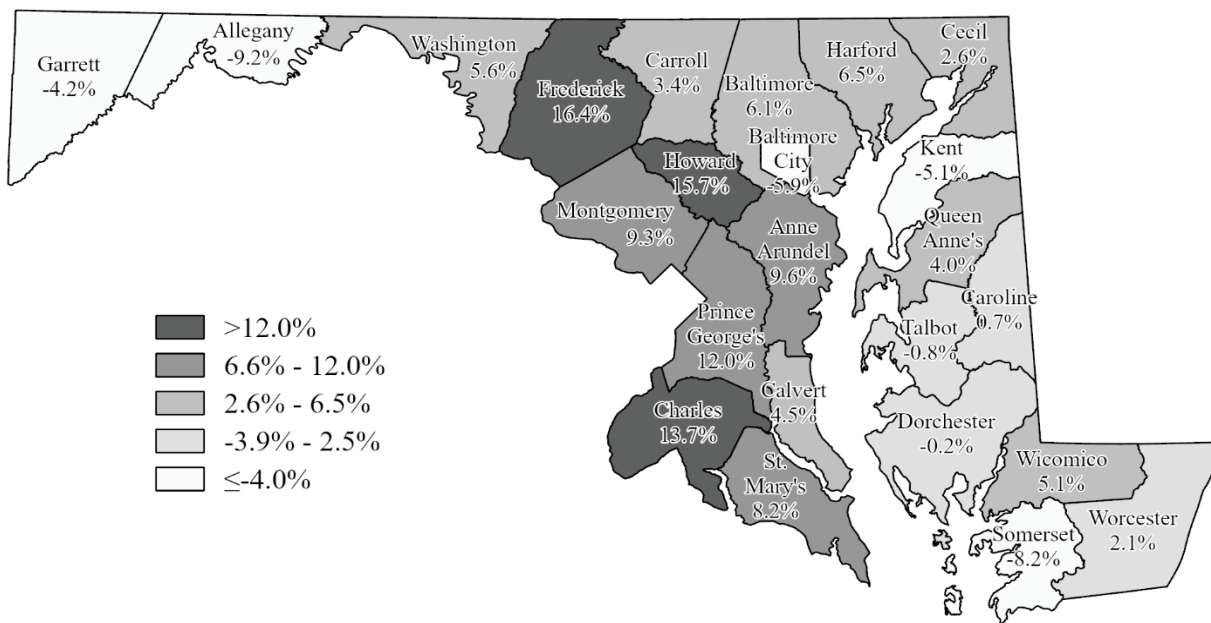 Garrett
-4.2%
Allegany
-9.2%
Washington
5.6%
Frederick
16.4%
Carroll
3.4%
Baltimore
6.1%
Baltimore
City
-5.9%
Harford
6.5%
Cecil
2.6%
Howard
15.7%
Kent
-5.1%
Montgomery
9.3%
Anne
Arundel
9.6%
Queen
Anne's
4.0%
Caroline
0.7%
Talbot
-0.8%
Prince
George's
12.0%
Calvert
4.5%
Charles
13.7%
St.
Mary's
8.2%
Dorchester
-0.2%
Wicomico
5.1%
Worcester
2.1%
Somerset
-8.2%
>12.0%
6.6% - 12.0%
2.6% - 6.5%
-3.9% - 2.5%
≤-4.0%